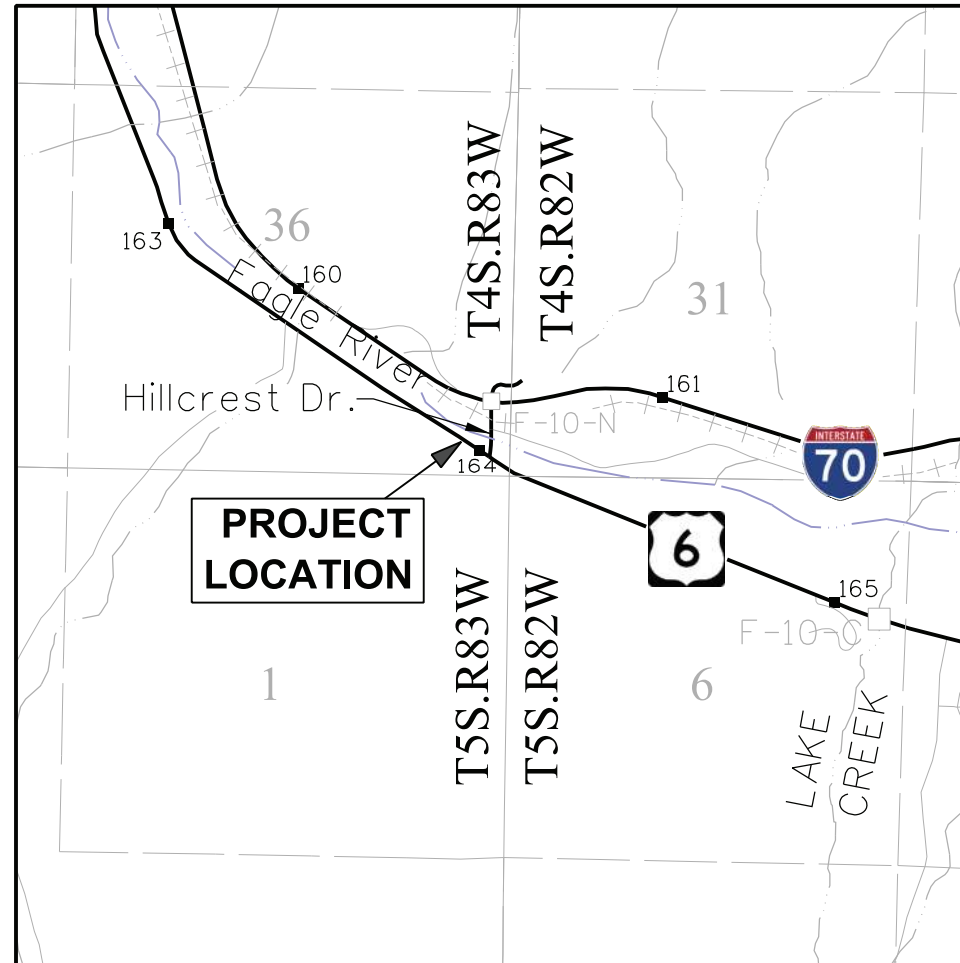 T4S.R83W
T4S.R82W
36
163
160
Eagle River
31
161
Hillcrest Dr.
F-10-N
164
INTERSTATE
70
PROJECT
LOCATION
6
165
T5S.R83W
T5S.R82W
1
6
LAKE
CREEK